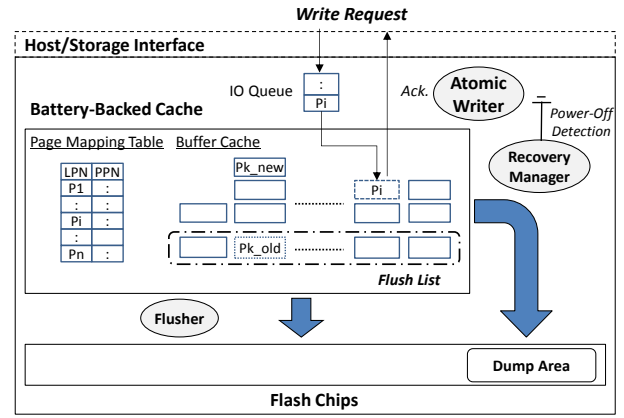 Write Request
Host/Storage Interface
IO Queue
:
Pi
Ack.
Atomic
Writer
Power-Off
Detection
Recovery
Manager
Battery-Backed Cache
Page Mapping Table
Buffer Cache
LPN PPN
P1 :
: :
Pi :
:
Pn :
Pk_new
Pi
Pk_old
Flush List
Flusher
Dump Area
Flash Chips